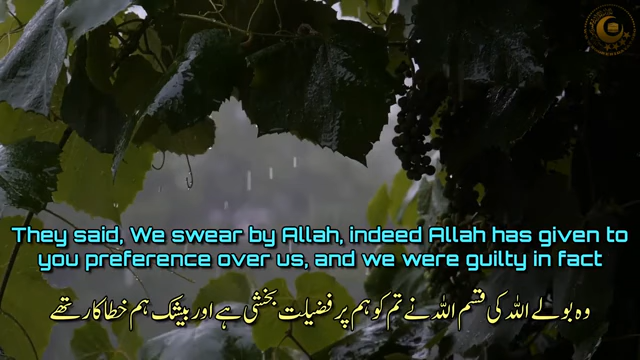 They said, We swear by Allah, indeed Allah has given to
you preference over us, and we were guilty in fact
وہ بولے اللہ کی قسم اللہ نے تم کو ہم پر فضیلت بخشی ہے اور بیشک ہم خطاکار تھے